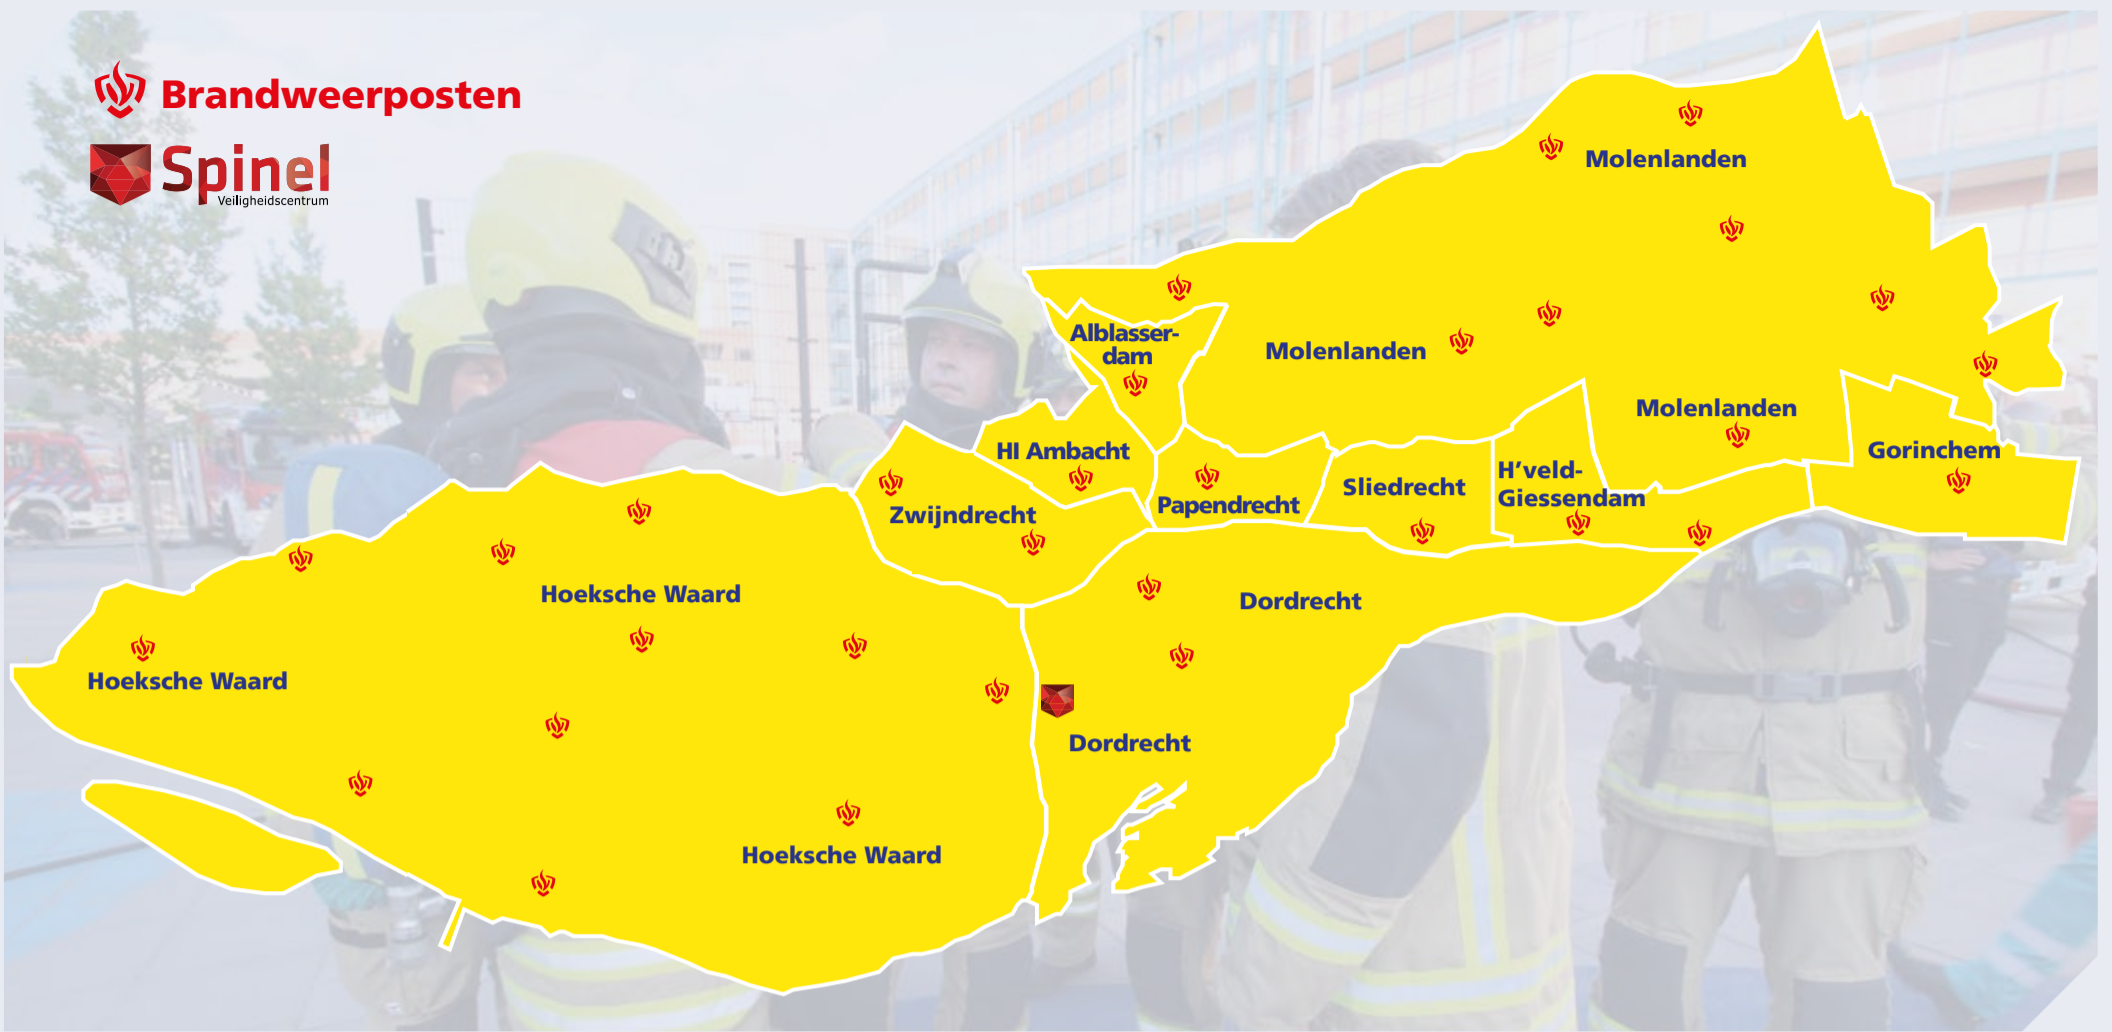 Brandweerposten
Spinel
Veiligheidscentrum
Molenlanden
Alblasser-
dam
Molenlanden
Molenlanden
HI Ambacht
Gorinchem
H'veld-
Giessendam
Sliedrecht
Papendrecht
Zwijndrecht
Hoeksche Waard
Dordrecht
Hoeksche Waard
Dordrecht
Hoeksche Waard